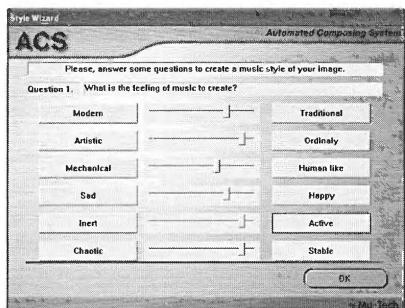 Style Wizard
ACS
Automated Composing System
Please, answer some questions to create a music style of your image.
Question 1. What is the feeling of music to create?
Modern Traditional
Artistic Ordinaly
Mechanical Human like
Sad Happy
Inert Active
Chaotic Stable
OK
Mu-Tech